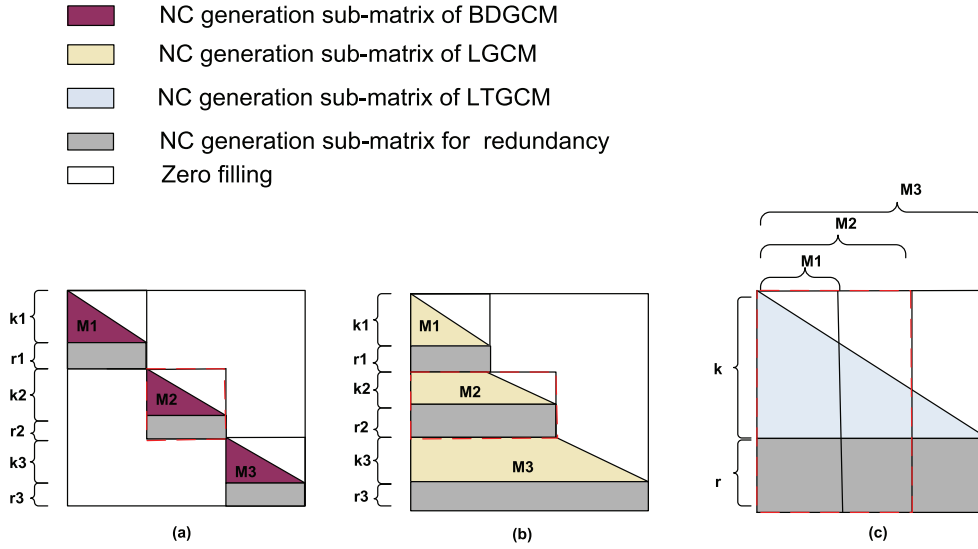 NC generation sub-matrix of BDGCM
NC generation sub-matrix of LGCM
NC generation sub-matrix of LTGCM
NC generation sub-matrix for redundancy
Zero filling
k1
r1
k2
r2
k3
r3
M1
M2
M3
(a)
k1
r1
k2
r2
k3
r3
M1
M2
M3
(b)
M3
M2
M1
k
r
(c)